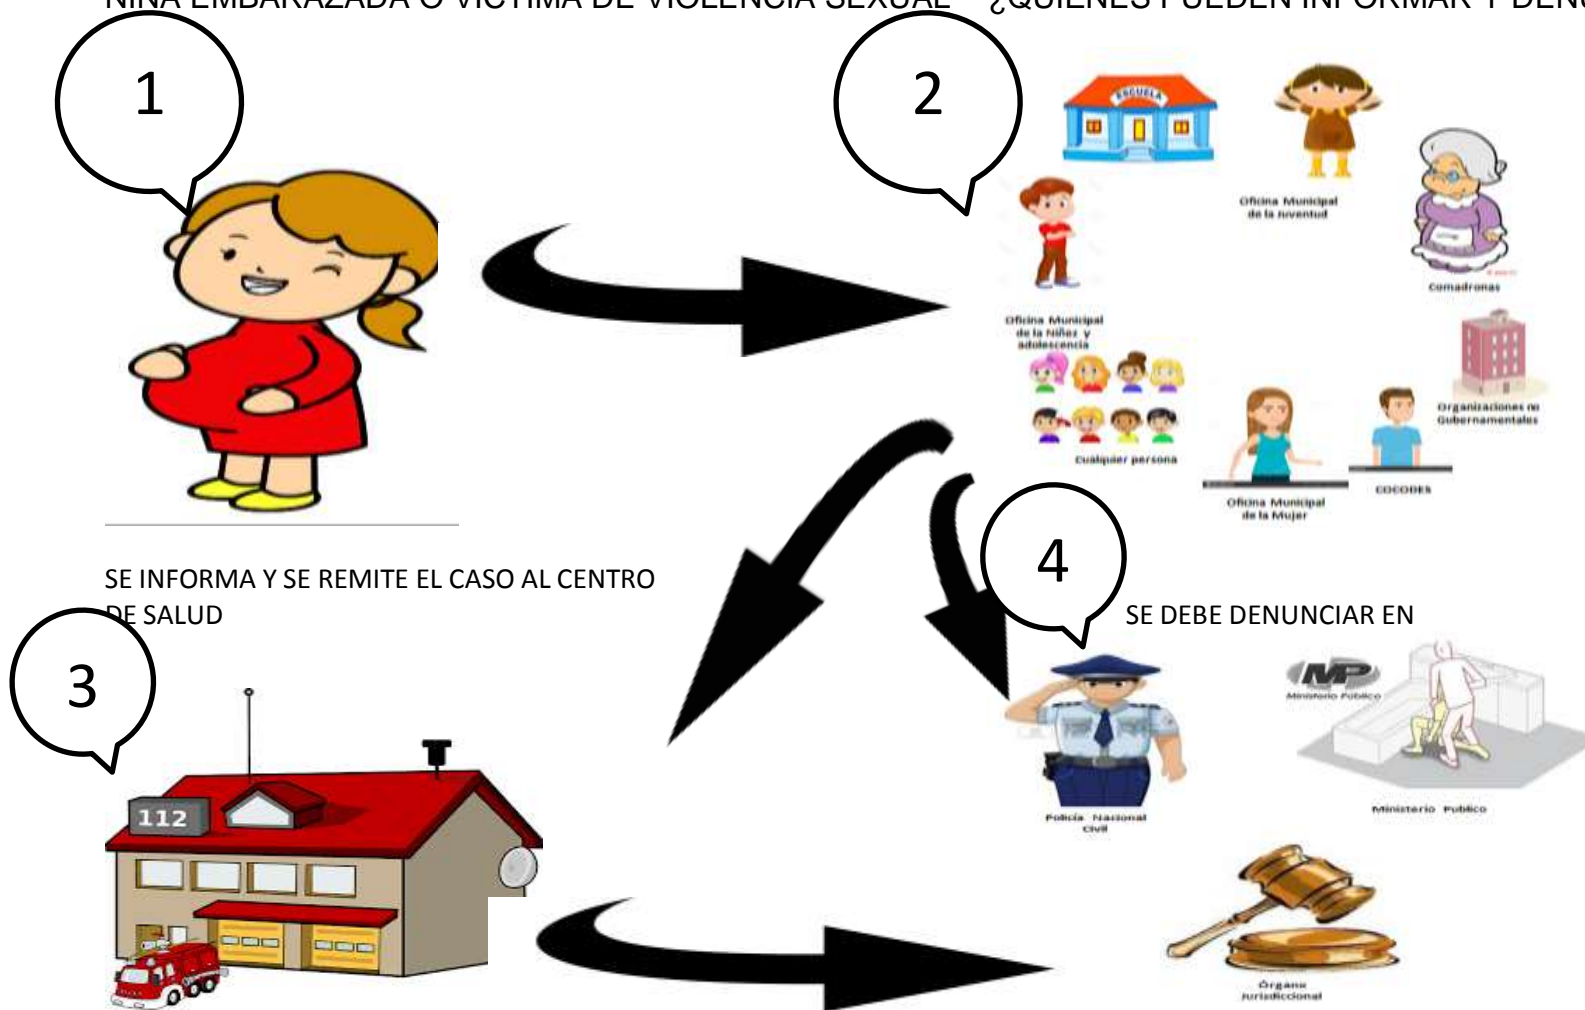 NIÑA EMBARAZADA O VICTIMA DE VIOLENCIA SEXUAL
¿QUIENES PUEDEN INFORMAR Y
1
2
ESCUELA
Oficina Municipal
de la Juventud
Comadronas
Oficina Municipal
de la Niñez y
adolescencia
Organizaciones no
Gubernamentales
Cualquier persona
COCODES
Oficina Municipal
de la Mujer
SE INFORMA Y SE REMITE EL CASO AL CENTRO
DE SALUD
3
4
SE DEBE DENUNCIAR EN
MP
Ministerio Público
112
Policía Nacional
Civil
Ministerio Publico
Órgano
Jurisdiccional